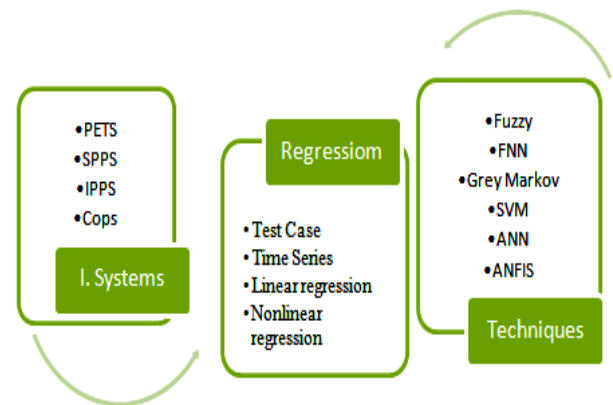 •PETS
•SPPS
•IPPS
•Cops
I. Systems
Regressiom
• Test Case
• Time Series
• Linear regression
• Nonlinear
regression
•Fuzzy
•FNN
•Grey Markov
•SVM
•ANN
•ANFIS
Techniques